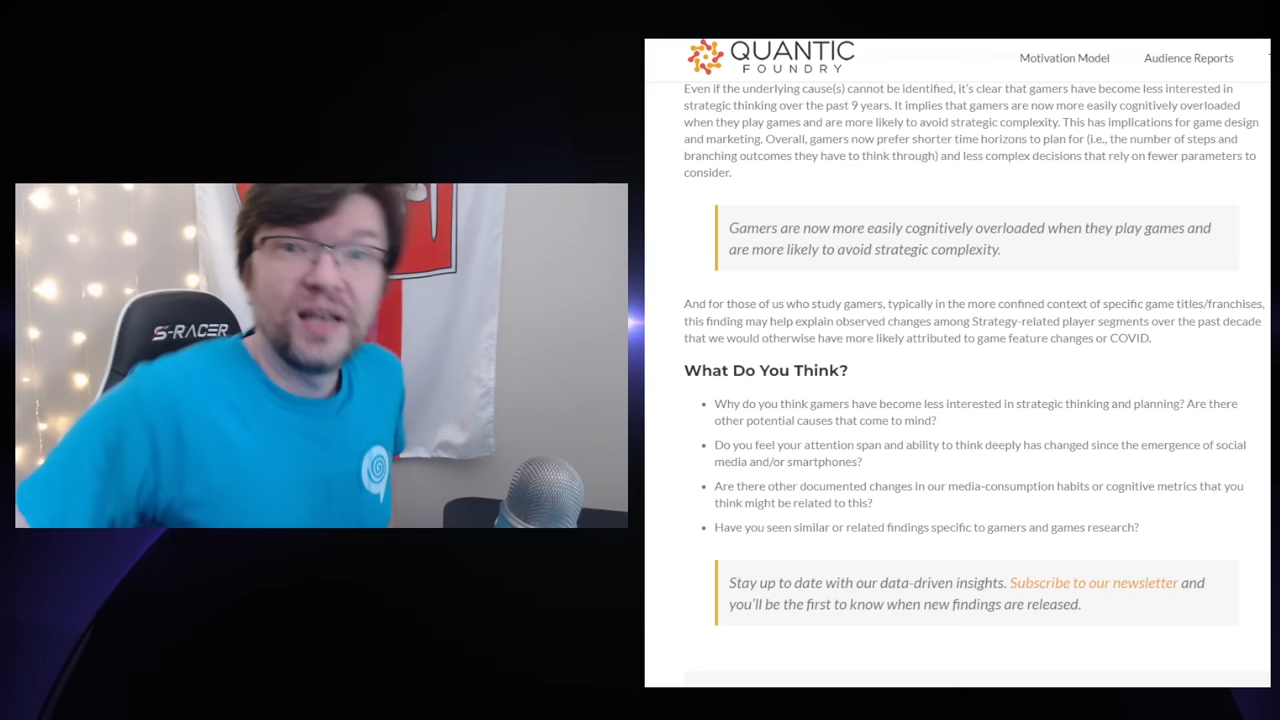 S-RACER
QUANTIC
FOUNDRY
Motivation Model
Audience Reports
Even if the underlying cause(s) cannot be identified, it's clear that gamers have become less interested in
strategic thinking over the past 9 years. It implies that gamers are now more easily cognitively overloaded
when they play games and are more likely to avoid strategic complexity. This has implications for game design
and marketing. Overall, gamers now prefer shorter time horizons to plan for (i.e., the number of steps and
branching outcomes they have to think through) and less complex decisions that rely on fewer parameters to
consider.
Gamers are now more easily cognitively overloaded when they play games and
are more likely to avoid strategic complexity.
And for those of us who study gamers, typically in the more confined context of specific game titles/franchises,
this finding may help explain observed changes among Strategy-related player segments over the past decade
that we would otherwise have more likely attributed to game feature changes or COVID.
What Do You Think?
• Why do you think gamers have become less interested in strategic thinking and planning? Are there
other potential causes that come to mind?
• Do you feel your attention span and ability to think deeply has changed since the emergence of social
media and/or smartphones?
• Are there other documented changes in our media-consumption habits or cognitive metrics that you
think might be related to this?
• Have you seen similar or related findings specific to gamers and games research?
Stay up to date with our data-driven insights. Subscribe to our newsletter and
you'll be the first to know when new findings are released.